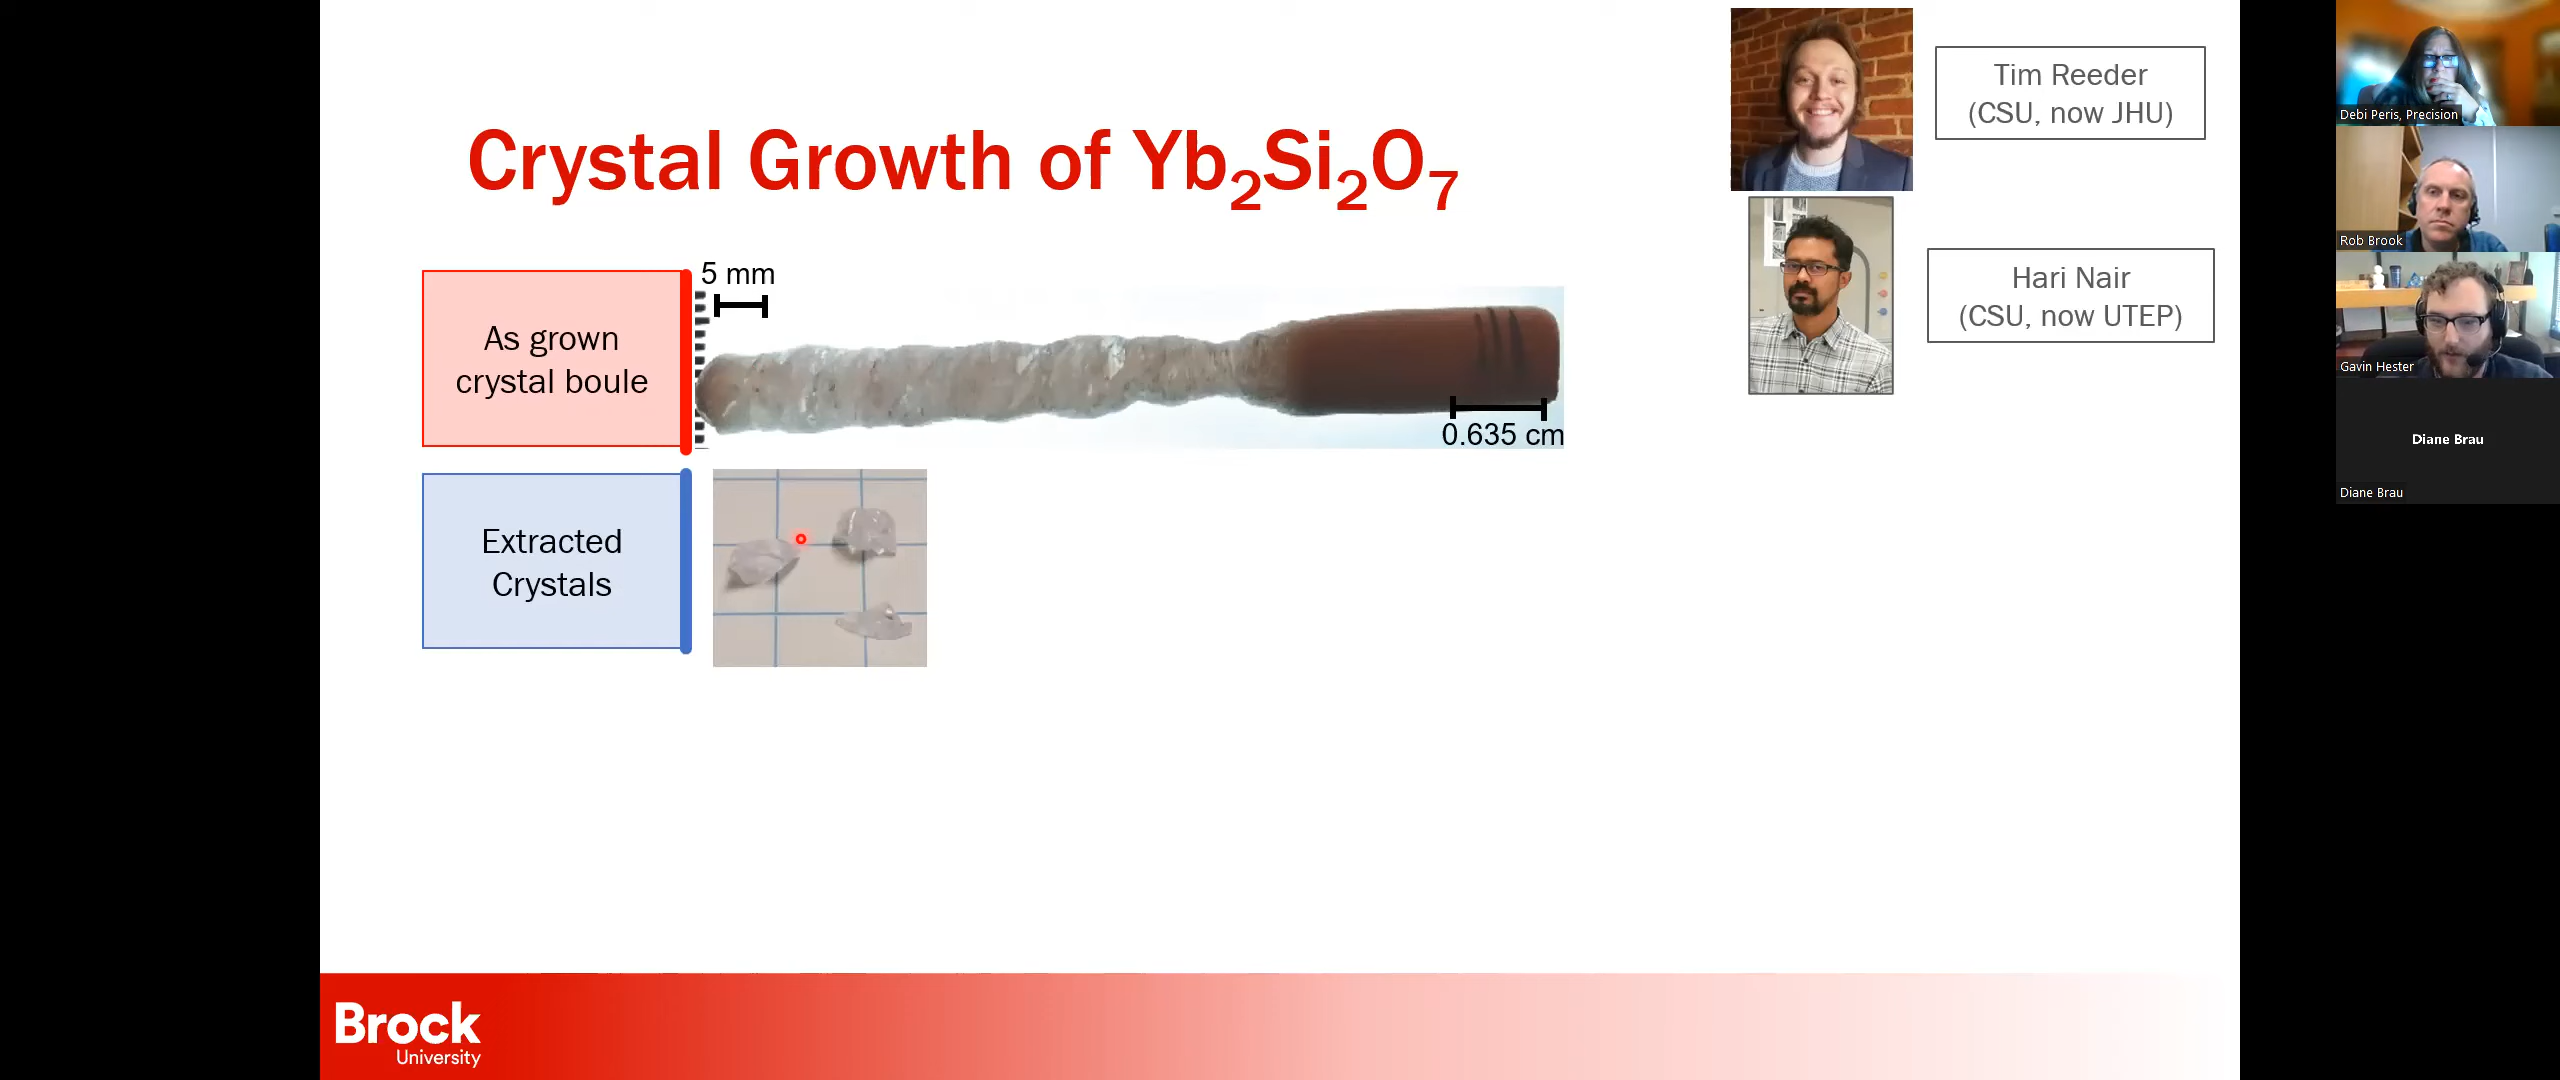 Crystal Growth of Yb₂Si₂O₇
Tim Reeder
(CSU, now JHU)
Hari Nair
(CSU, now UTEP)
As grown
crystal boule
5 mm
0.635 cm
Extracted
Crystals
Brock
University
Debi Peris, Precision
Rob Brook
Gavin Hester
Diane Brau
Diane Brau